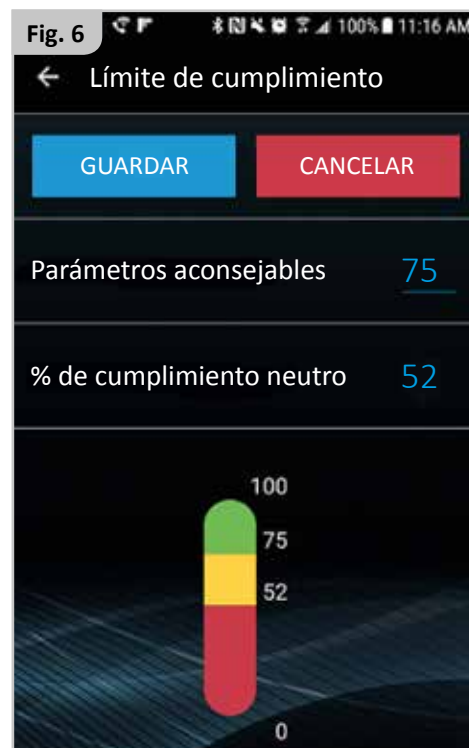 Fig. 6
100% 11:16 AM
Límite de cumplimiento
GUARDAR
CANCELAR
Parámetros aconsejables 75
% de cumplimiento neutro 52
100
75
52
0